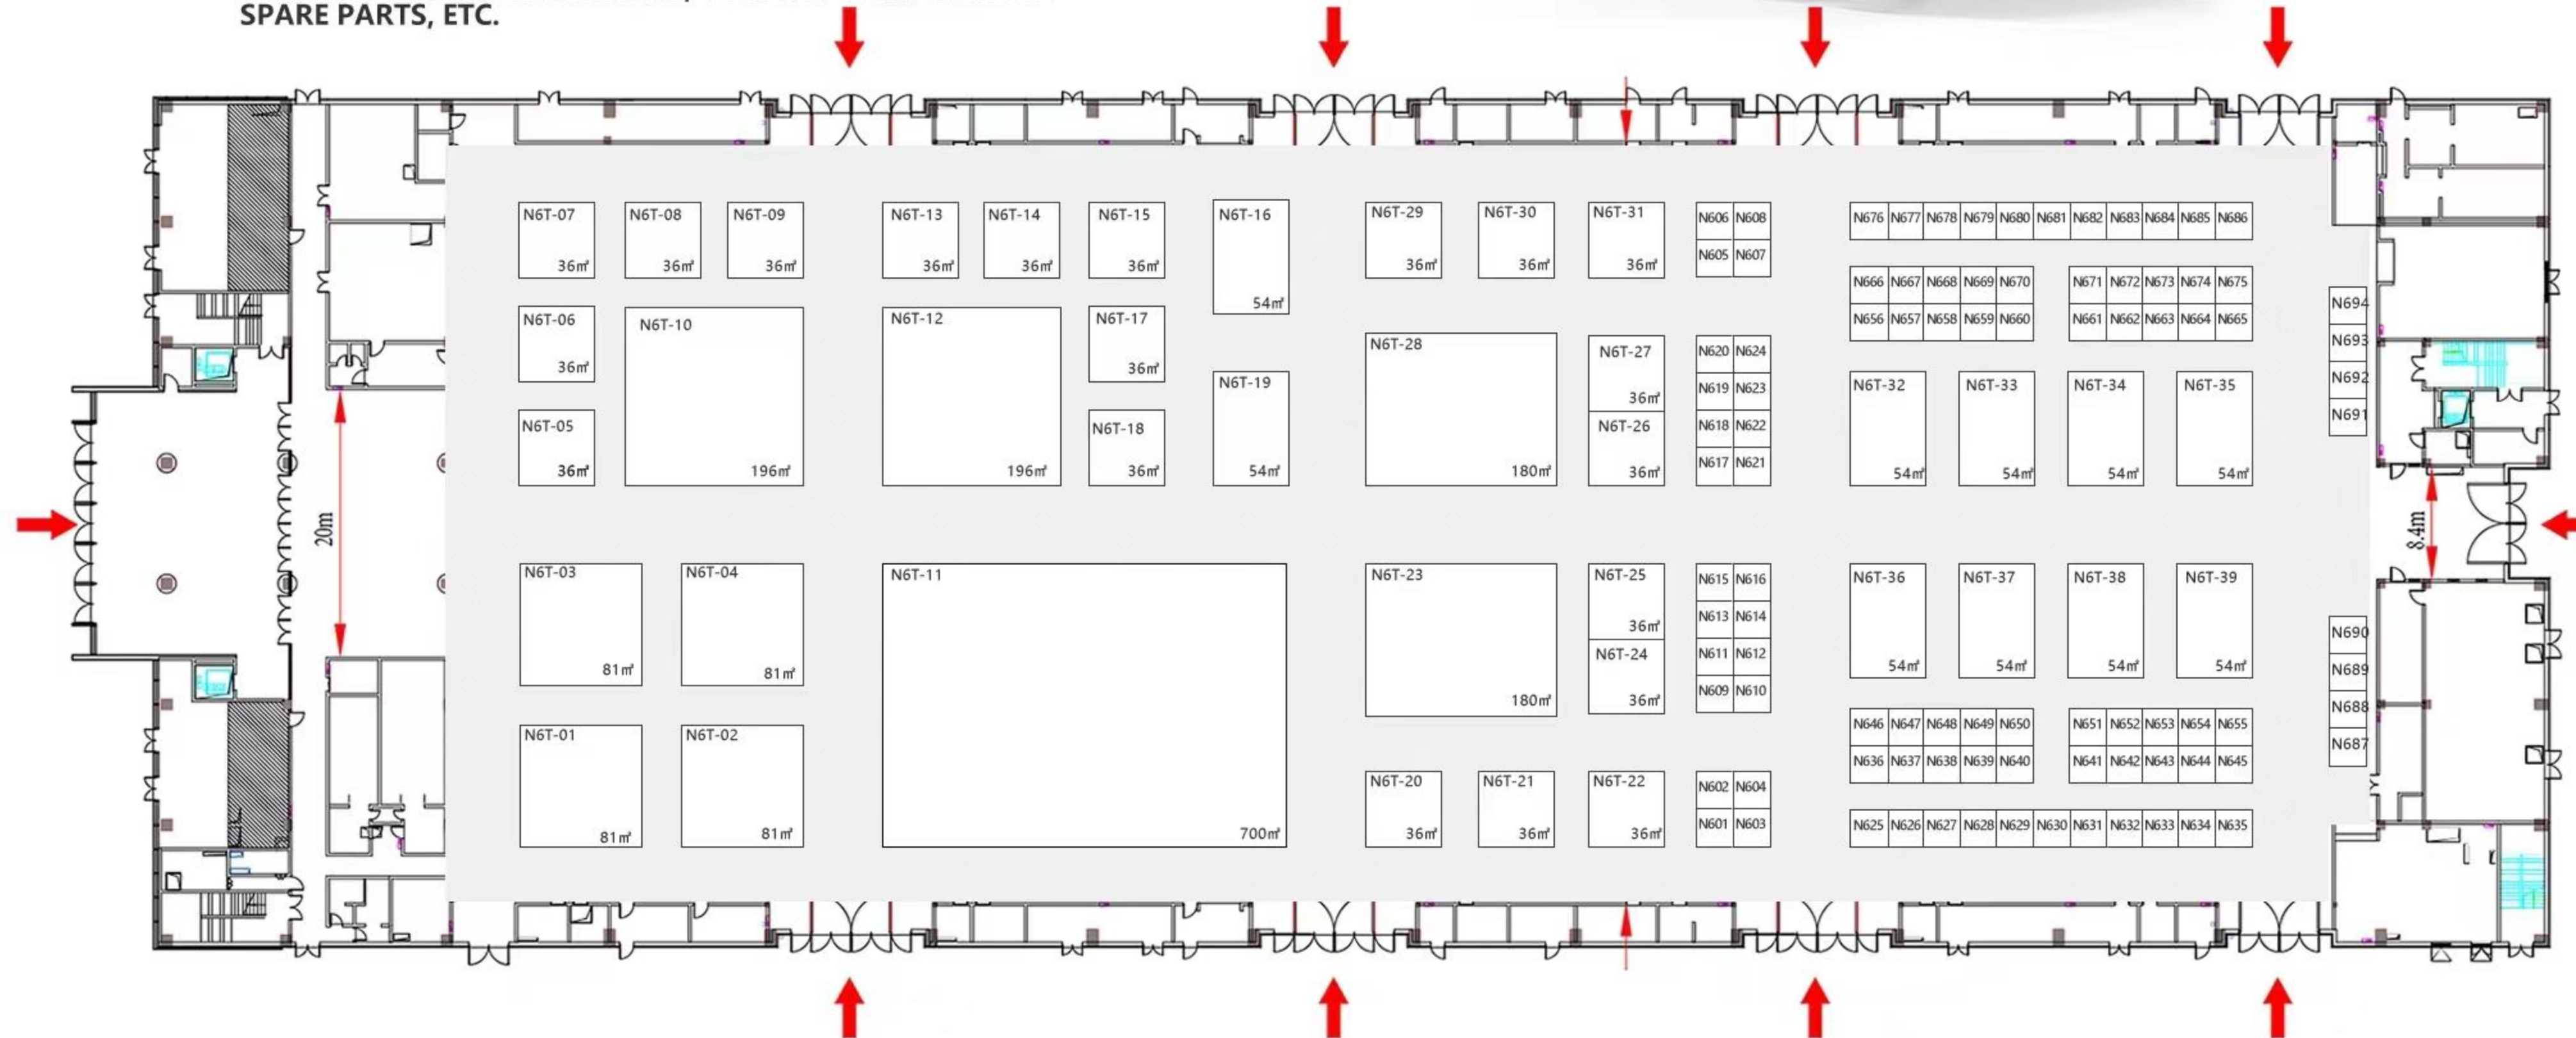 SPARE PARTS, ETC.
N6T-07
36㎡
N6T-08
36㎡
N6T-09
36㎡
N6T-13
36㎡
N6T-14
36㎡
N6T-15
36㎡
N6T-16
54㎡
N6T-29
36㎡
N6T-30
36㎡
N6T-31
36㎡
N606 N608
N605 N607
N676 N677 N678 N679 N680 N681 N682 N683 N684 N685 N686
N666 N667 N668 N669 N670
N671 N672 N673 N674 N675
N656 N657 N658 N659 N660
N661 N662 N663 N664 N665
N694
N693
N692
N691
N6T-06
36㎡
N6T-10
196㎡
N6T-12
196㎡
N6T-17
36㎡
N6T-05
36㎡
N6T-18
36㎡
N6T-19
54㎡
N6T-28
180㎡
N6T-27
36㎡
N6T-26
36㎡
N620 N624
N619 N623
N618 N622
N617 N621
N6T-32
54㎡
N6T-33
54㎡
N6T-34
54㎡
N6T-35
54㎡
20m
8.4m
N6T-03
81㎡
N6T-04
81㎡
N6T-11
700㎡
N6T-23
180㎡
N6T-25
36㎡
N6T-24
36㎡
N615 N616
N613 N614
N611 N612
N609 N610
N6T-36
54㎡
N6T-37
54㎡
N6T-38
54㎡
N6T-39
54㎡
N690
N689
N688
N687
N6T-01
81㎡
N6T-02
81㎡
N6T-20
36㎡
N6T-21
36㎡
N6T-22
36㎡
N602 N604
N601 N603
N646 N647 N648 N649 N650
N651 N652 N653 N654 N655
N636 N637 N638 N639 N640
N641 N642 N643 N644 N645
N625 N626 N627 N628 N629 N630 N631 N632 N633 N634 N635